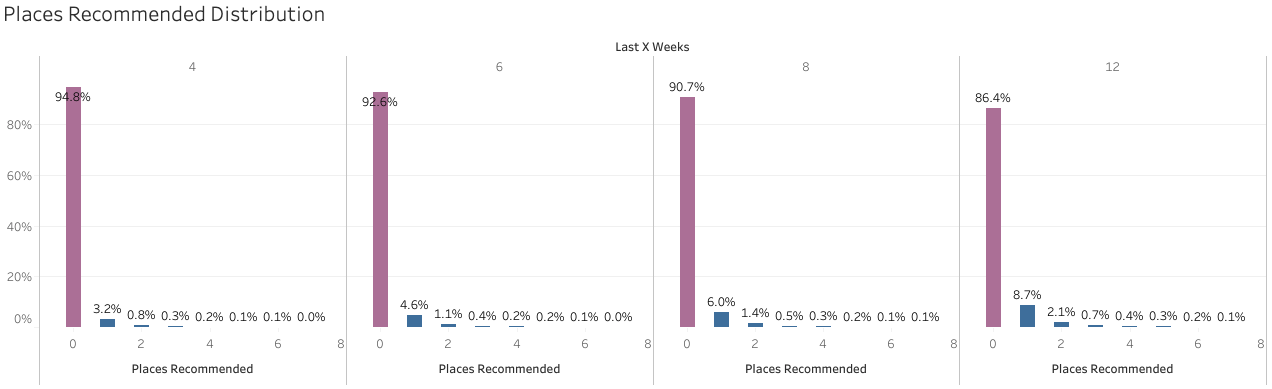 Places Recommended Distribution
Last X Weeks
4 6 8 12
94.8% 92.6% 90.7% 86.4%
80%
60%
40%
20%
0%
3.2% 0.8% 0.3% 0.2% 0.1% 0.1% 0.0%
4.6% 1.1% 0.4% 0.2% 0.2% 0.1% 0.0%
6.0% 1.4% 0.5% 0.3% 0.2% 0.1% 0.1%
8.7% 2.1% 0.7% 0.4% 0.3% 0.2% 0.1%
0 2 4 6 8 0 2 4 6 8 0 2 4 6 8 0 2 4 6 8
Places Recommended Places Recommended Places Recommended Places Recommended